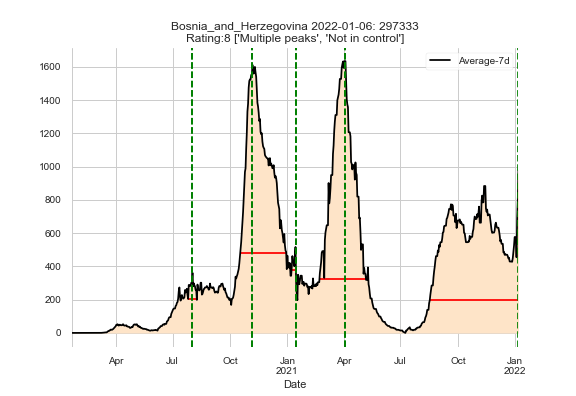 Bosnia_and_Herzegovina 2022-01-06: 297333
Rating:8 ['Multiple peaks', 'Not in control']
Average-7d
1600
1400
1200
1000
800
600
400
200
0
Apr Jul Oct Jan Apr Jul Oct Jan
2021 2022
Date